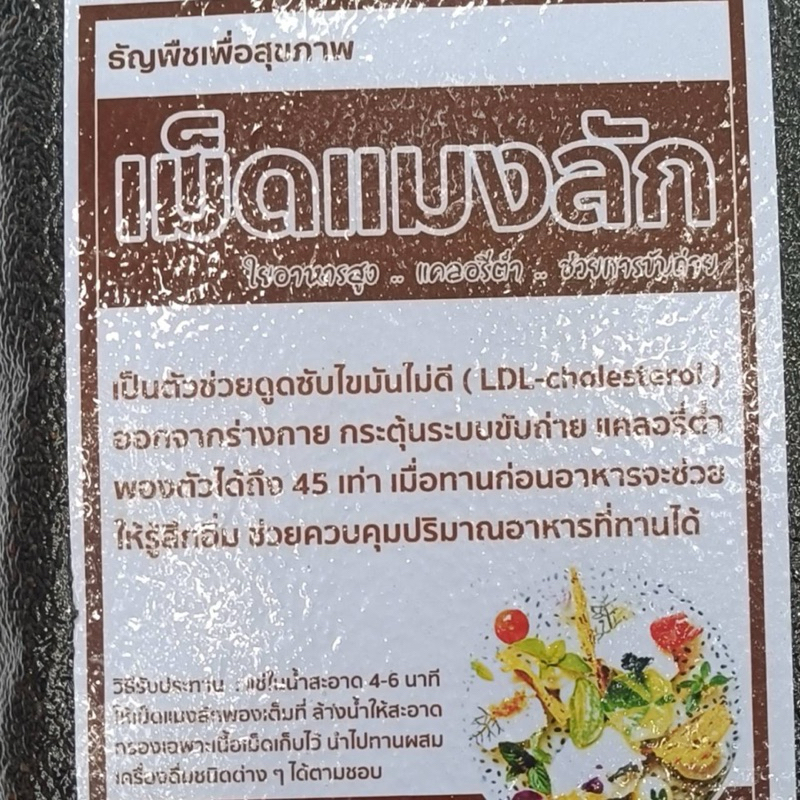 ธัญพืชเพื่อสุขภาพ
เม็ดแมงลัก
ใยอาหารสูง .. แคลอรีต่ำ .. ช่วยการขับถ่าย
เป็นตัวช่วยดูดซับไขมันไม่ดี ( LDL-cholesterol )
ออกจากร่างกาย กระตุ้นระบบขับถ่าย แคลอรี่ต่ำ
พองตัวได้ถึง 45 เท่า เมื่อทานก่อนอาหารจะช่วย
ให้รู้สึกอิ่ม ช่วยควบคุมปริมาณอาหารที่ทานได้
วิธีรับประทาน : แช่ในน้ำสะอาด 4-6 นาที
ให้เม็ดแมงลักพองเต็มที่ ล้างน้ำให้สะอาด
กรองเฉพาะเนื้อเม็ดเก็บไว้ นำไปทานผสม
เครื่องดื่มชนิดต่าง ๆ ได้ตามชอบ